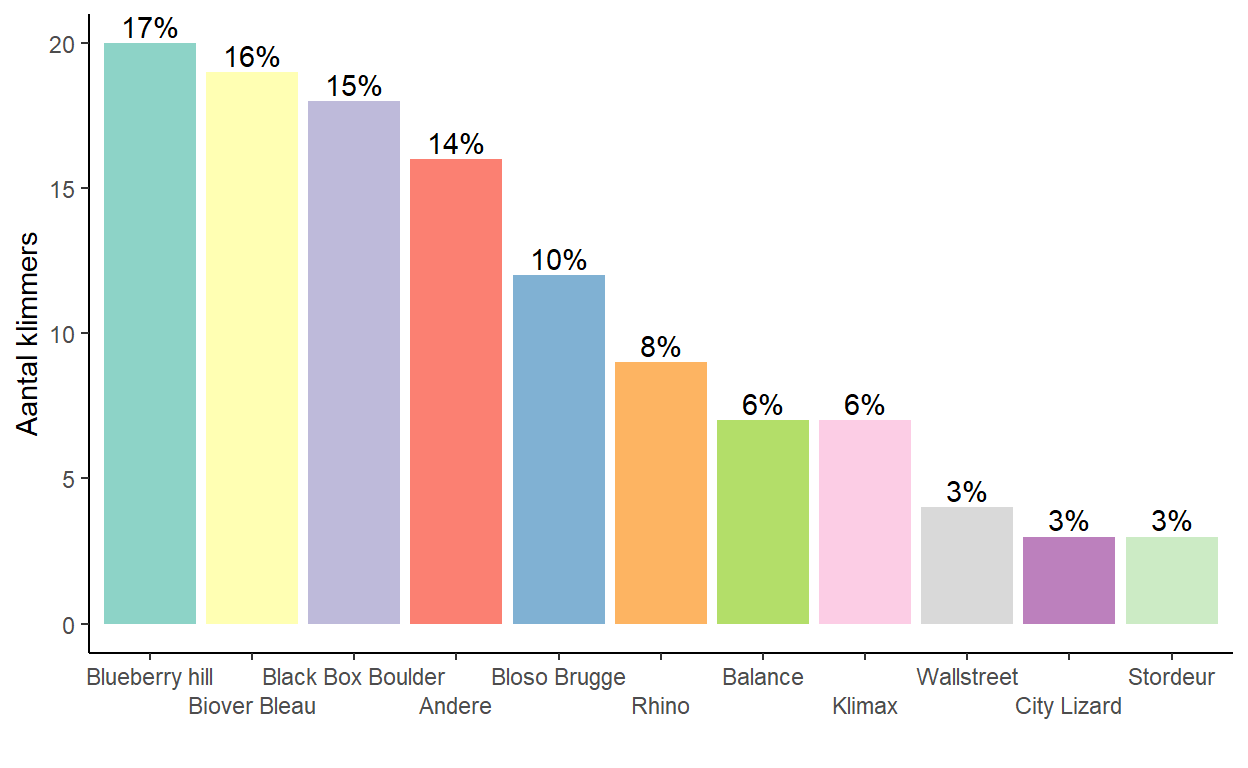 17%
16%
15%
14%
10%
8%
6%
6%
3%
3%
3%
20
15
10
5
0
Aantal klimmers
Blueberry hill
Black Box Boulder
Bloso Brugge
Balance
Wallstreet
Stordeur
Biover Bleau
Andere
Rhino
Klimax
City Lizard